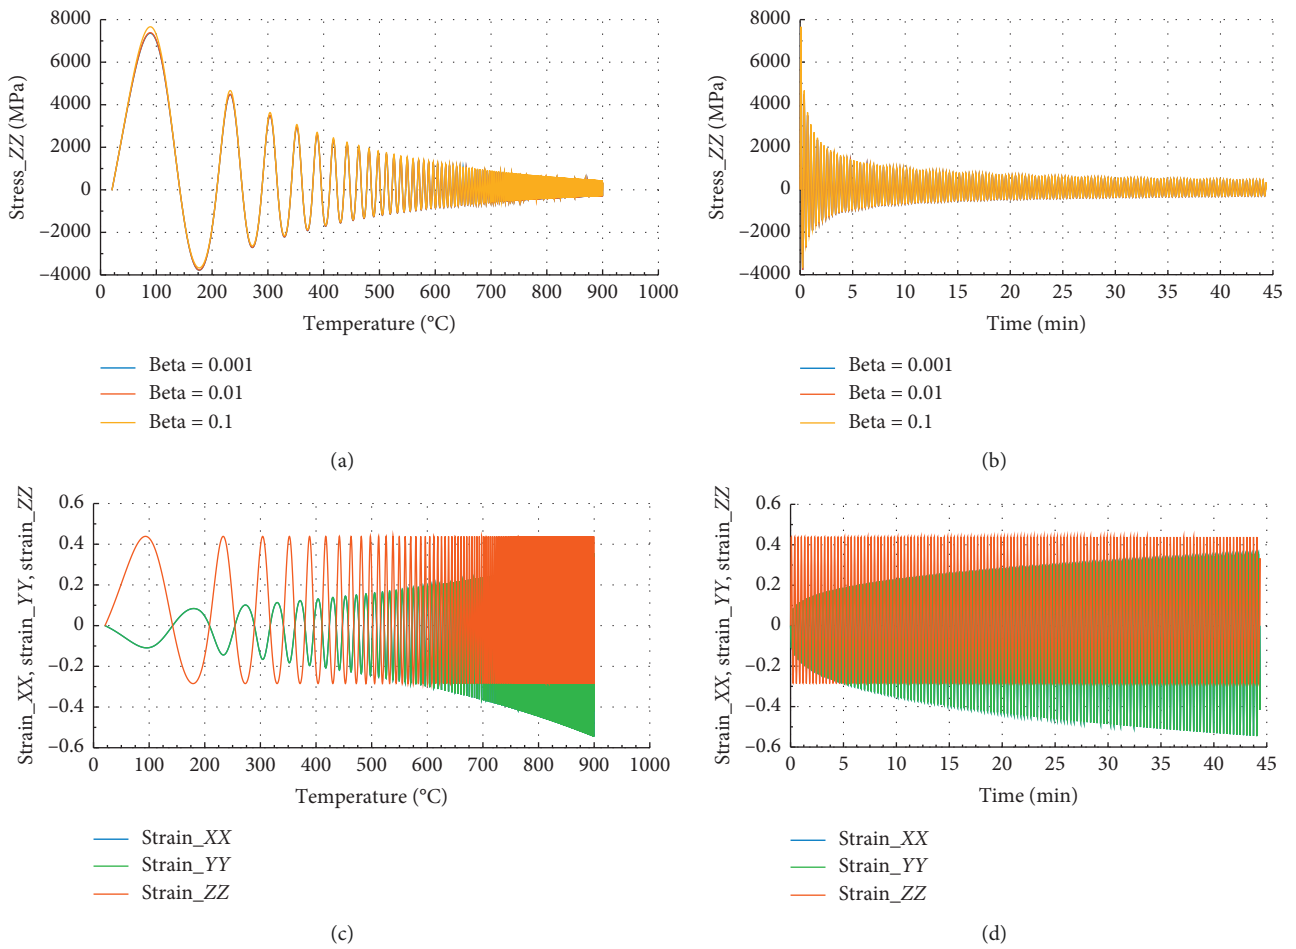 8000
6000
4000
2000
0
−2000
−4000
Stress_ZZ (MPa)
0 100 200 300 400 500 600 700 800 900 1000
Temperature (°C)
Beta = 0.001
Beta = 0.01
Beta = 0.1
(a)
8000
6000
4000
2000
0
−2000
−4000
Stress_ZZ (MPa)
0 5 10 15 20 25 30 35 40 45
Time (min)
Beta = 0.001
Beta = 0.01
Beta = 0.1
(b)
0.6
0.4
0.2
0
−0.2
−0.4
−0.6
Strain_XX, strain_YY, strain_ZZ
0 100 200 300 400 500 600 700 800 900 1000
Temperature (°C)
Strain_XX
Strain_YY
Strain_ZZ
(c)
0.6
0.4
0.2
0
−0.2
−0.4
−0.6
Strain_XX, strain_YY, strain_ZZ
0 5 10 15 20 25 30 35 40 45
Time (min)
Strain_XX
Strain_YY
Strain_ZZ
(d)